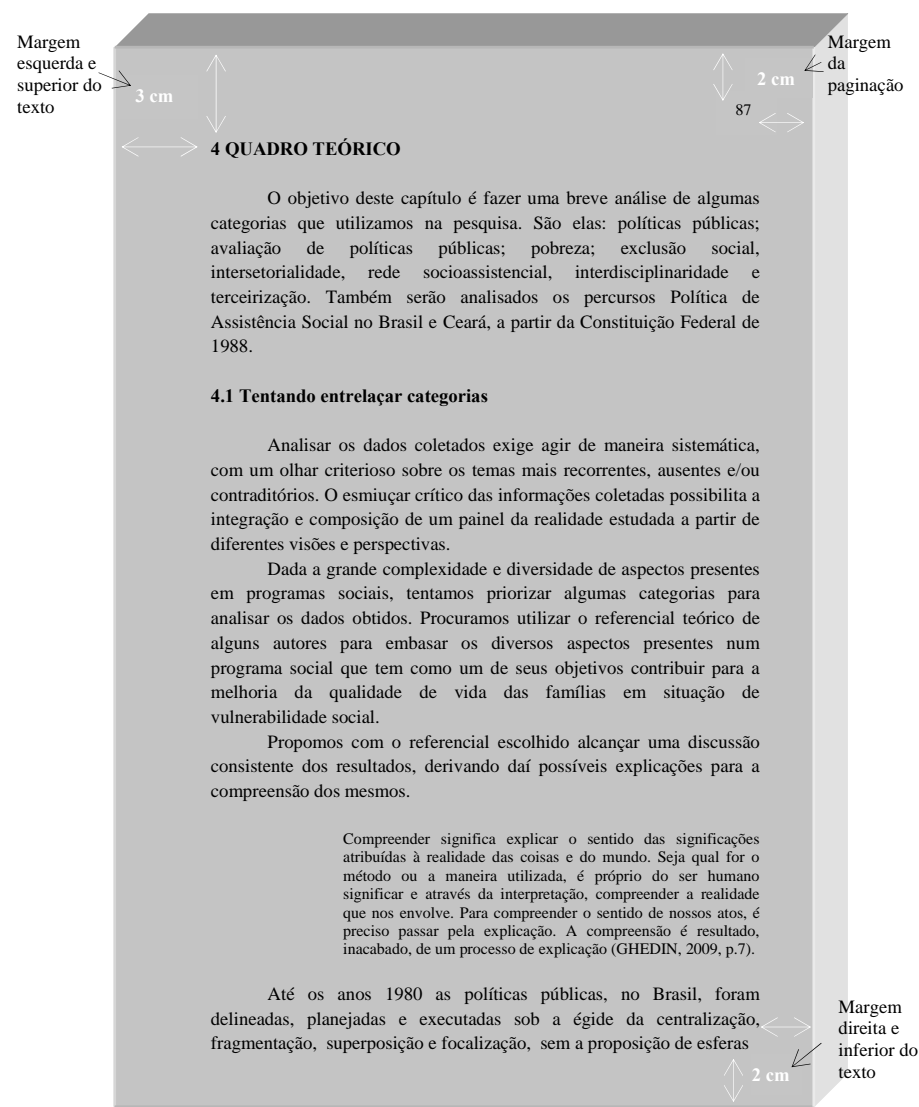 Margem
esquerda e
superior do
texto
3 cm
2 cm
Margem
da
paginação
87
4 QUADRO TEÓRICO
O objetivo deste capítulo é fazer uma breve análise de algumas
categorias que utilizamos na pesquisa. São elas: políticas públicas;
avaliação de políticas públicas; pobreza; exclusão social,
intersetorialidade, rede socioassistencial, interdisciplinaridade e
terceirização. Também serão analisados os percursos Política de
Assistência Social no Brasil e Ceará, a partir da Constituição Federal de
1988.
4.1 Tentando entrelaçar categorias
Analisar os dados coletados exige agir de maneira sistemática,
com um olhar criterioso sobre os temas mais recorrentes, ausentes e/ou
contraditórios. O esmiuçar crítico das informações coletadas possibilita a
integração e composição de um painel da realidade estudada a partir de
diferentes visões e perspectivas.
Dada a grande complexidade e diversidade de aspectos presentes
em programas sociais, tentamos priorizar algumas categorias para
analisar os dados obtidos. Procuramos utilizar o referencial teórico de
alguns autores para embasar os diversos aspectos presentes num
programa social que tem como um de seus objetivos contribuir para a
melhoria da qualidade de vida das famílias em situação de
vulnerabilidade social.
Propomos com o referencial escolhido alcançar uma discussão
consistente dos resultados, derivando daí possíveis explicações para a
compreensão dos mesmos.
Compreender significa explicar o sentido das significações
atribuídas à realidade das coisas e do mundo. Seja qual for o
método ou a maneira utilizada, é próprio do ser humano
significar e através da interpretação, compreender a realidade
que nos envolve. Para compreender o sentido de nossos atos, é
preciso passar pela explicação. A compreensão é resultado,
inacabado, de um processo de explicação (GHEDIN, 2009, p.7).
Até os anos 1980 as políticas públicas, no Brasil, foram
delineadas, planejadas e executadas sob a égide da centralização,
fragmentação, superposição e focalização, sem a proposição de esferas
Margem
direita e
inferior do
texto
2 cm